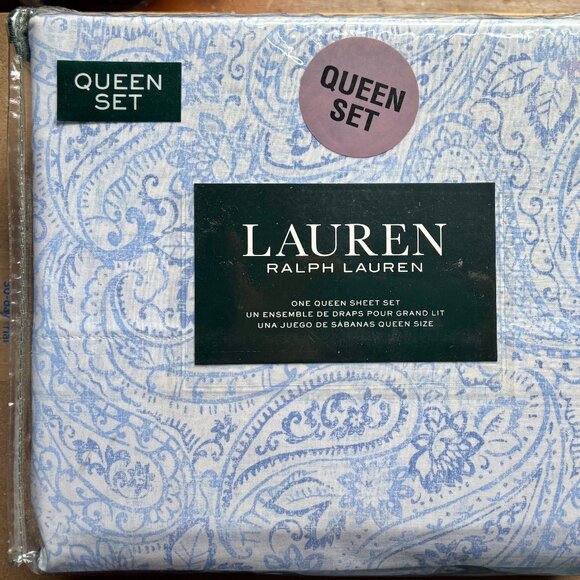 QUEEN
SET
QUEEN
SET
LAUREN
RALPH LAUREN
ONE QUEEN SHEET SET
UN ENSEMBLE DE DRAPS POUR GRAND LIT
UNA JUEGO DE SÁBANAS QUEEN SIZE